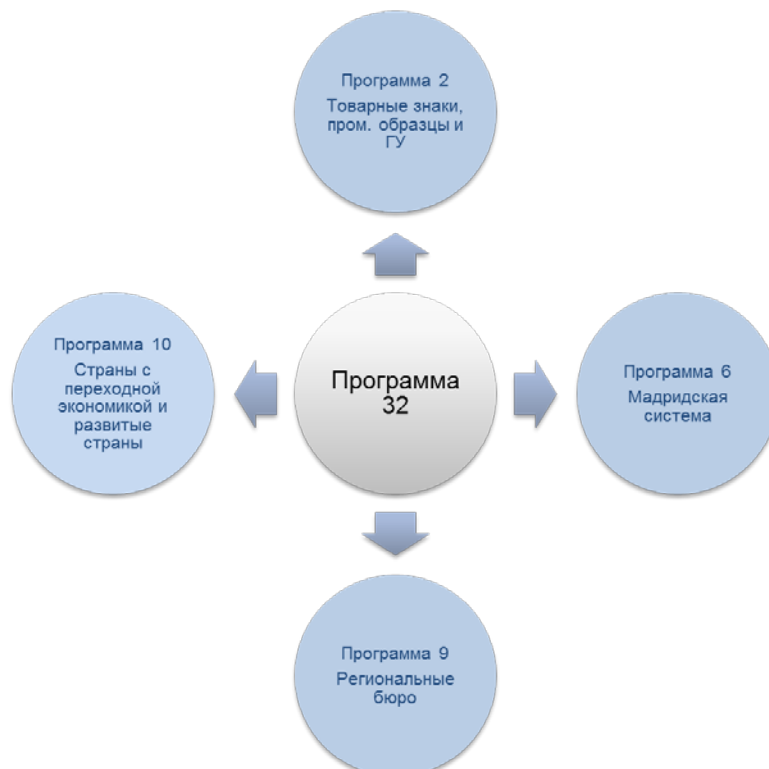 Программа 2
Товарные знаки,
пром. образцы и
ГУ
Программа 10
Страны с
переходной
экономикой и
развитые
страны
Программа
32
Программа 6
Мадридская
система
Программа 9
Региональные
бюро